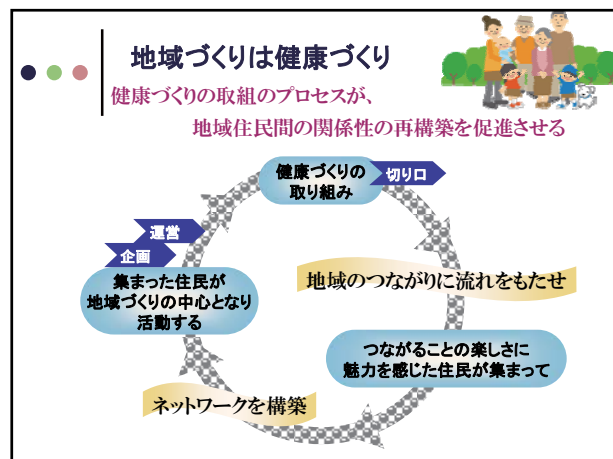 地域づくりは健康づくり
健康づくりの取組のプロセスが、
地域住民間の関係性の再構築を促進させる
健康づくりの
取り組み
切り口
地域のつながりに流れをもたせ
つながることの楽しさに
魅力を感じた住民が集まって
ネットワークを構築
集まった住民が
地域づくりの中心となり
活動する
企画
運営